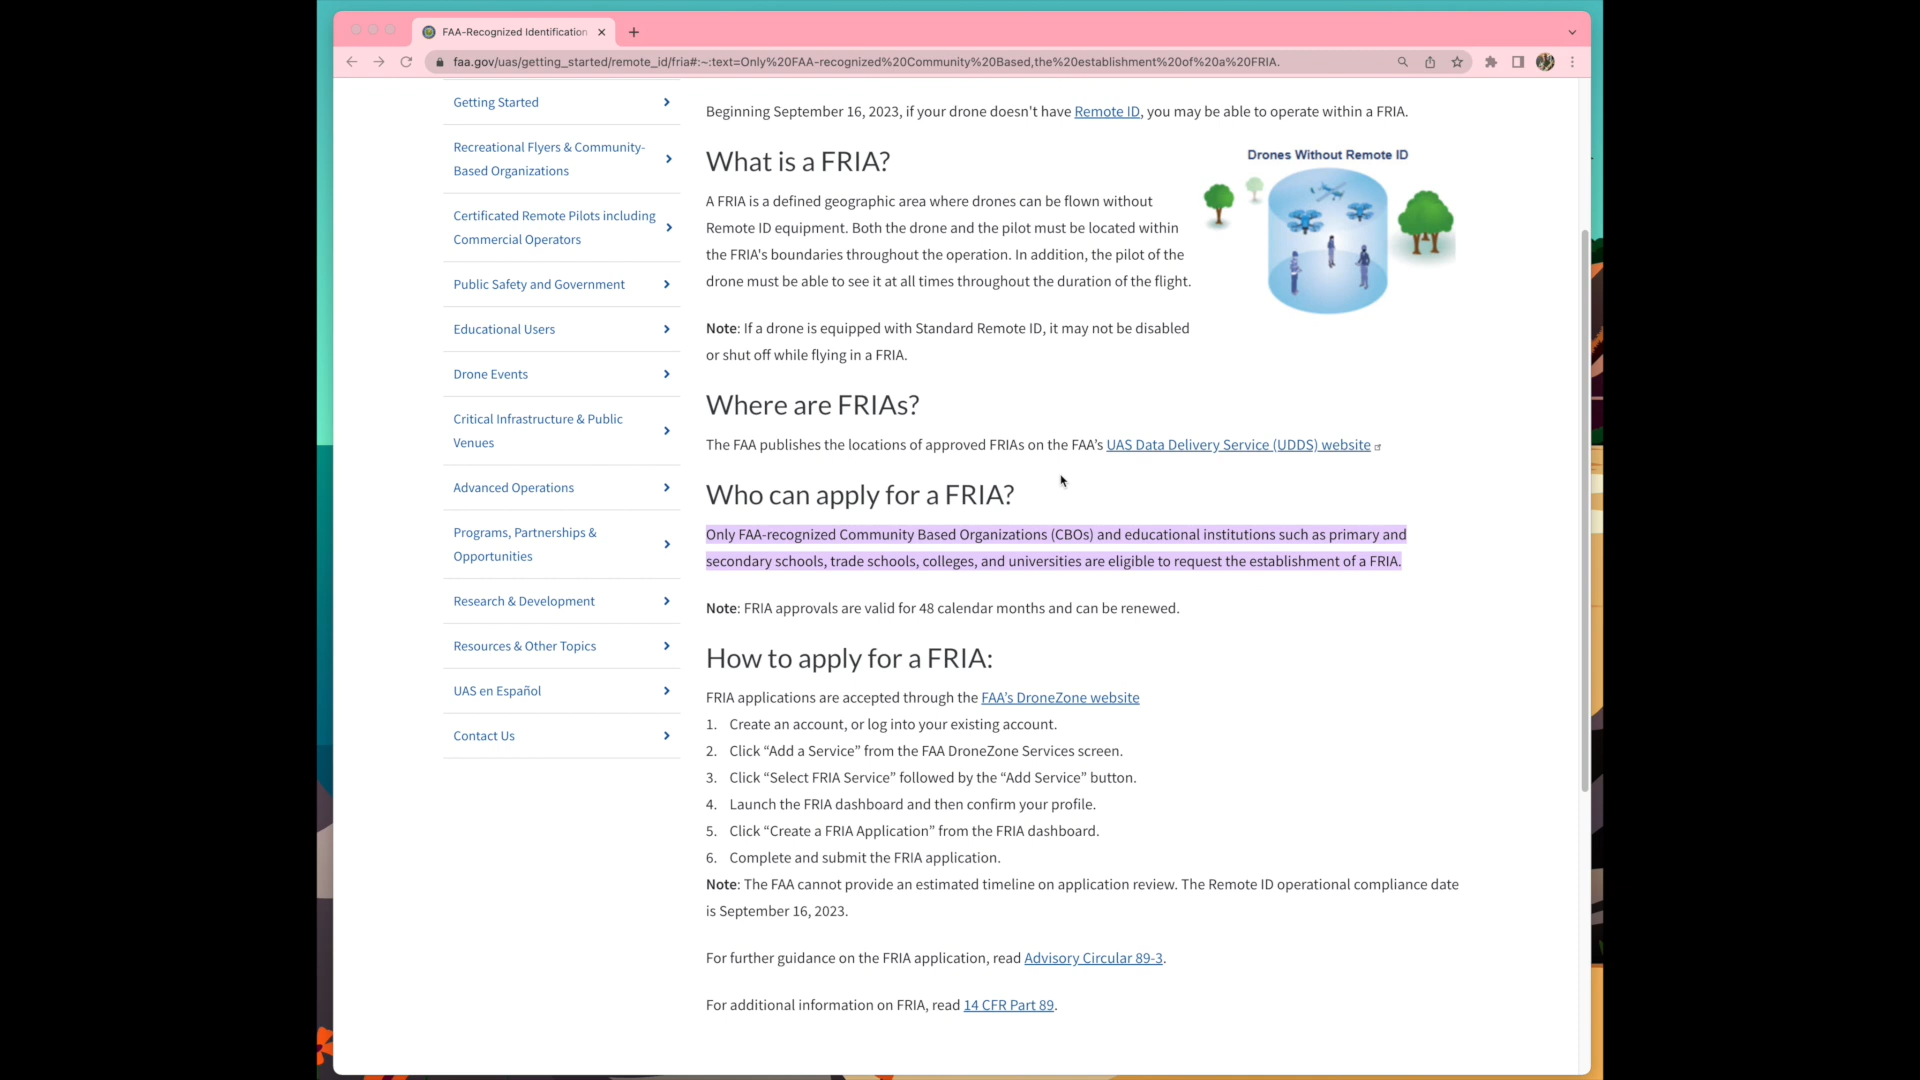 FAA-Recognized Identification
faa.gov/uas/getting_started/remote_id/fria#:~:text=Only%20FAA-recognized%20Community%20Based,the%20establishment%20of%20a%20FRIA.
Getting Started
Recreational Flyers & Community-
Based Organizations
Certificated Remote Pilots including
Commercial Operators
Public Safety and Government
Educational Users
Drone Events
Critical Infrastructure & Public
Venues
Advanced Operations
Programs, Partnerships &
Opportunities
Research & Development
Resources & Other Topics
UAS en Español
Contact Us
Beginning September 16, 2023, if your drone doesn't have Remote ID, you may be able to operate within a FRIA.
What is a FRIA?
Drones Without Remote ID
A FRIA is a defined geographic area where drones can be flown without
Remote ID equipment. Both the drone and the pilot must be located within
the FRIA's boundaries throughout the operation. In addition, the pilot of the
drone must be able to see it at all times throughout the duration of the flight.
Note: If a drone is equipped with Standard Remote ID, it may not be disabled
or shut off while flying in a FRIA.
Where are FRIAs?
The FAA publishes the locations of approved FRIAs on the FAA’s UAS Data Delivery Service (UDDS) website
Who can apply for a FRIA?
Only FAA-recognized Community Based Organizations (CBOs) and educational institutions such as primary and
secondary schools, trade schools, colleges, and universities are eligible to request the establishment of a FRIA.
Note: FRIA approvals are valid for 48 calendar months and can be renewed.
How to apply for a FRIA:
FRIA applications are accepted through the FAA’s DroneZone website
1. Create an account, or log into your existing account.
2. Click “Add a Service” from the FAA DroneZone Services screen.
3. Click “Select FRIA Service” followed by the “Add Service” button.
4. Launch the FRIA dashboard and then confirm your profile.
5. Click “Create a FRIA Application” from the FRIA dashboard.
6. Complete and submit the FRIA application.
Note: The FAA cannot provide an estimated timeline on application review. The Remote ID operational compliance date
is September 16, 2023.
For further guidance on the FRIA application, read Advisory Circular 89-3.
For additional information on FRIA, read 14 CFR Part 89.